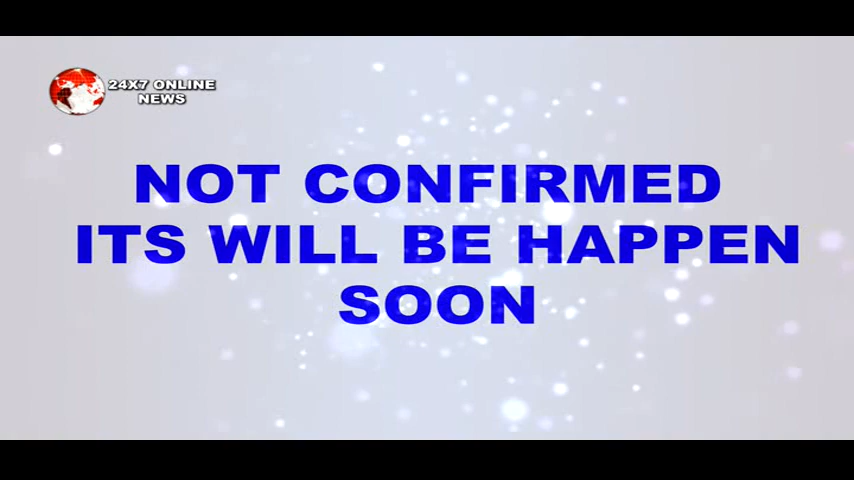 24X7 ONLINE
NEWS
NOT CONFIRMED
ITS WILL BE HAPPEN
SOON